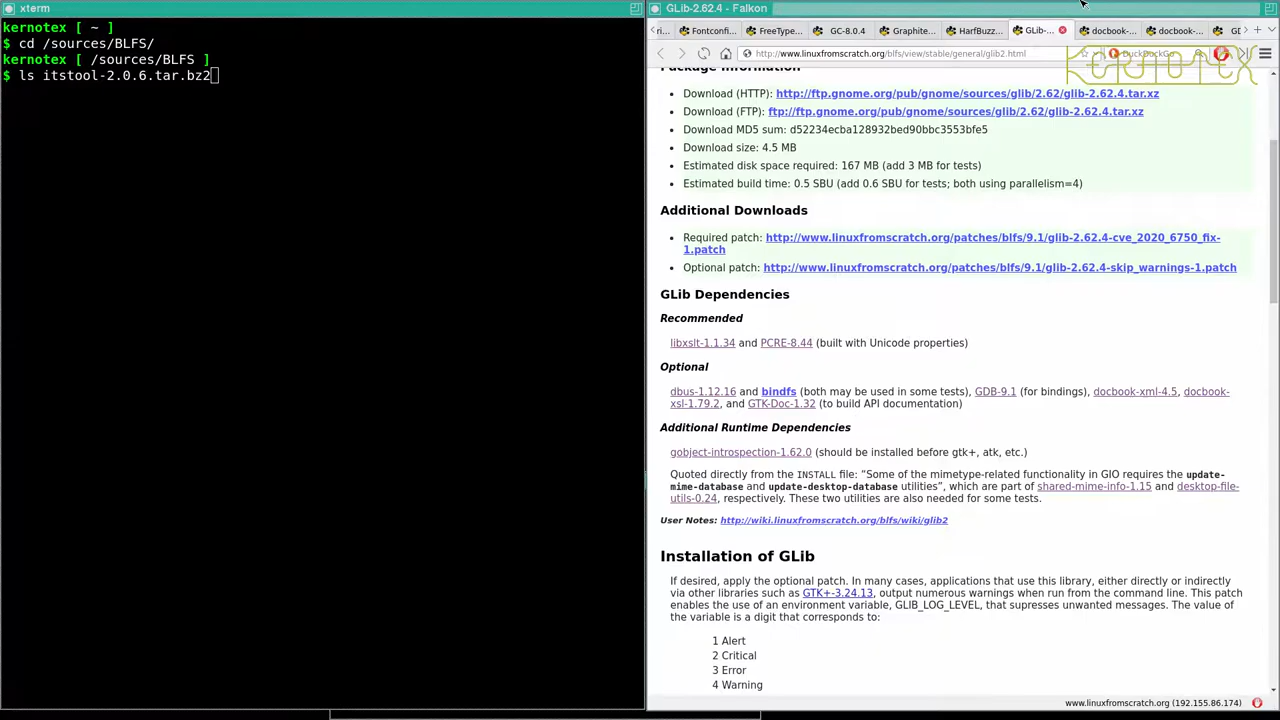 xterm
kernotex [ ~ ]
$ cd /sources/BLFS/
kernotex [ /sources/BLFS ]
$ ls itstool-2.0.6.tar.bz2
GLib-2.62.4 - Falkon
ri... Fontconfi... FreeType... GC-8.0.4 Graphite... HarfBuzz... GLib-... docbook-... docbook-... GD
http://www.linuxfromscratch.org/blfs/view/stable/general/glib2.html DuckDuckGo
KERNOTEX
Package Information
• Download (HTTP): http://ftp.gnome.org/pub/gnome/sources/glib/2.62/glib-2.62.4.tar.xz
• Download (FTP): ftp://ftp.gnome.org/pub/gnome/sources/glib/2.62/glib-2.62.4.tar.xz
• Download MD5 sum: d52234ecba128932bed90bbc3553bfe5
• Download size: 4.5 MB
• Estimated disk space required: 167 MB (add 3 MB for tests)
• Estimated build time: 0.5 SBU (add 0.6 SBU for tests; both using parallelism=4)
Additional Downloads
• Required patch: http://www.linuxfromscratch.org/patches/blfs/9.1/glib-2.62.4-cve_2020_6750_fix-
1.patch
• Optional patch: http://www.linuxfromscratch.org/patches/blfs/9.1/glib-2.62.4-skip_warnings-1.patch
GLib Dependencies
Recommended
libxslt-1.1.34 and PCRE-8.44 (built with Unicode properties)
Optional
dbus-1.12.16 and bindfs (both may be used in some tests), GDB-9.1 (for bindings), docbook-xml-4.5, docbook-
xsl-1.79.2, and GTK-Doc-1.32 (to build API documentation)
Additional Runtime Dependencies
gobject-introspection-1.62.0 (should be installed before gtk+, atk, etc.)
Quoted directly from the INSTALL file: “Some of the mimetype-related functionality in GIO requires the update-
mime-database and update-desktop-database utilities”, which are part of shared-mime-info-1.15 and desktop-file-
utils-0.24, respectively. These two utilities are also needed for some tests.
User Notes: http://wiki.linuxfromscratch.org/blfs/wiki/glib2
Installation of GLib
If desired, apply the optional patch. In many cases, applications that use this library, either directly or indirectly
via other libraries such as GTK+-3.24.13, output numerous warnings when run from the command line. This patch
enables the use of an environment variable, GLIB_LOG_LEVEL, that supresses unwanted messages. The value of
the variable is a digit that corresponds to:
1 Alert
2 Critical
3 Error
4 Warning
www.linuxfromscratch.org (192.155.86.174)